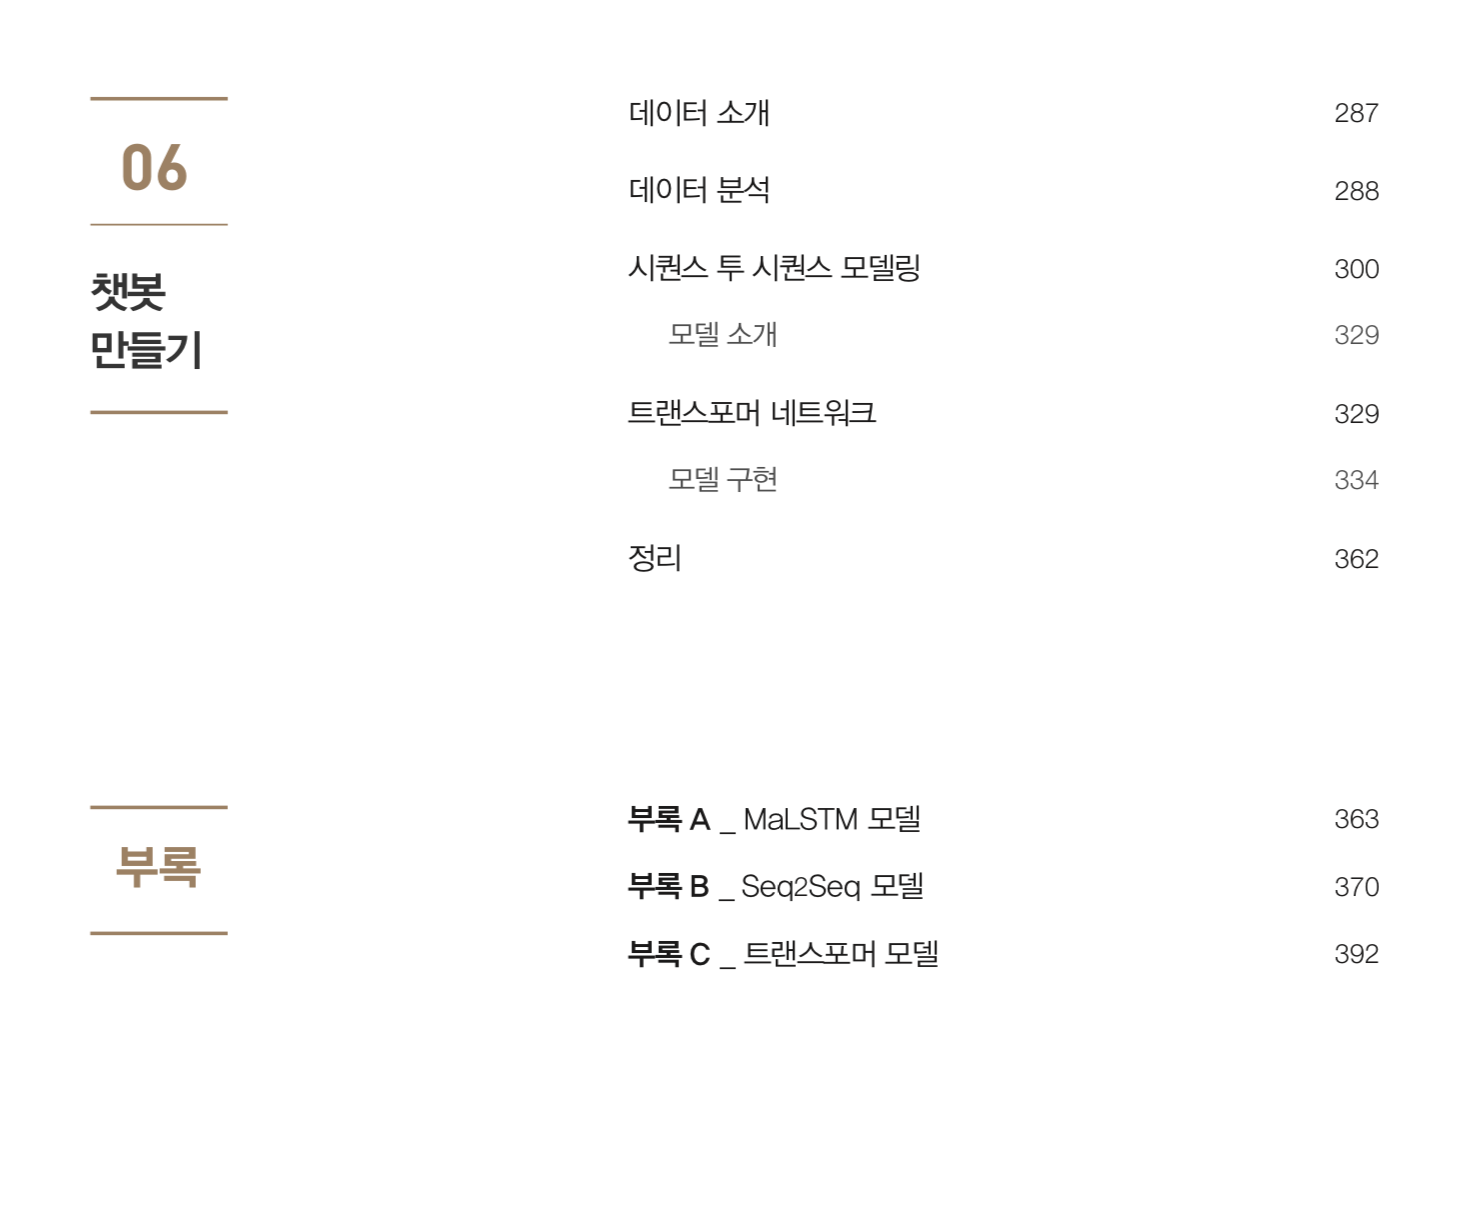 06
챗봇
만들기
데이터 소개 287
데이터 분석 288
시퀀스 투 시퀀스 모델링 300
모델 소개 329
트랜스포머 네트워크 329
모델 구현 334
정리 362
부록
부록 A _ MaLSTM 모델 363
부록 B _ Seq2Seq 모델 370
부록 C _ 트랜스포머 모델 392